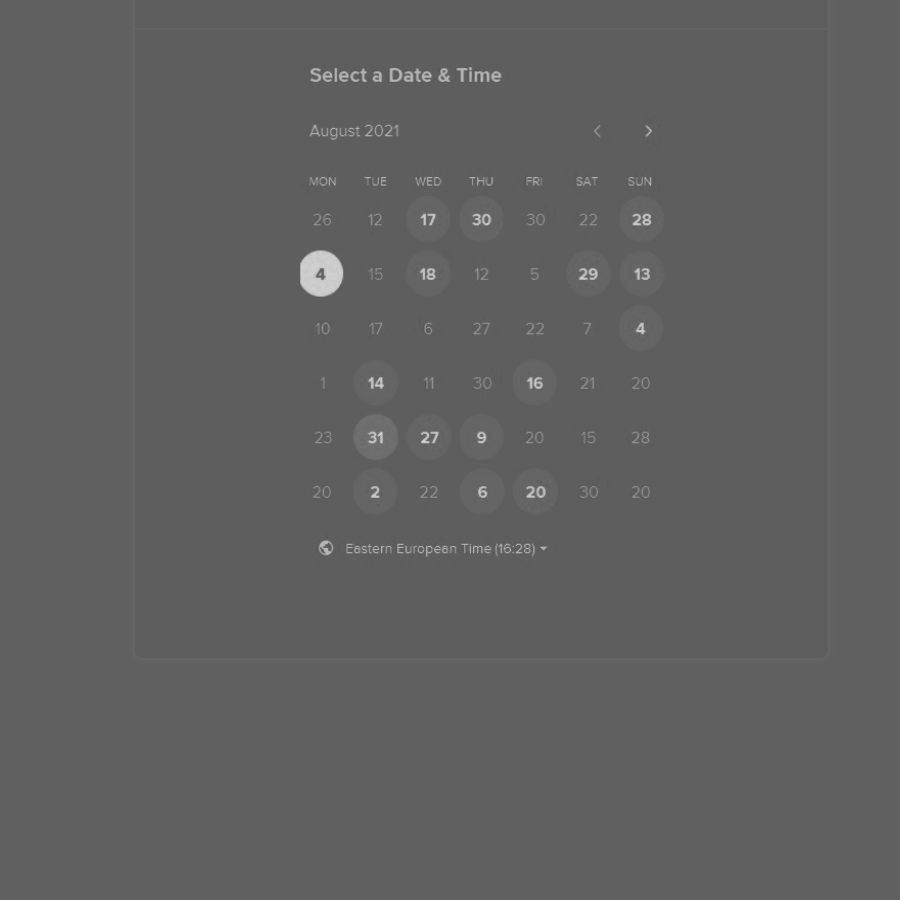 Select a Date & Time
August 2021
MON TUE WED THU FRI SAT SUN
26 12 17 30 30 22 28
4 15 18 12 5 29 13
10 17 6 27 22 7 4
1 14 11 30 16 21 20
23 31 27 9 20 15 28
20 2 22 6 20 30 20
Eastern European Time (16:28)